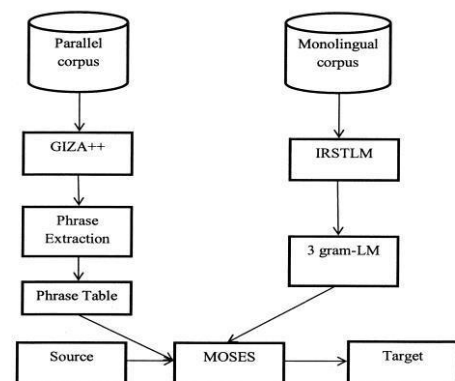 Parallel
corpus
Monolingual
corpus
GIZA++
IRSTLM
Phrase
Extraction
3 gram-LM
Phrase Table
Source
MOSES
Target